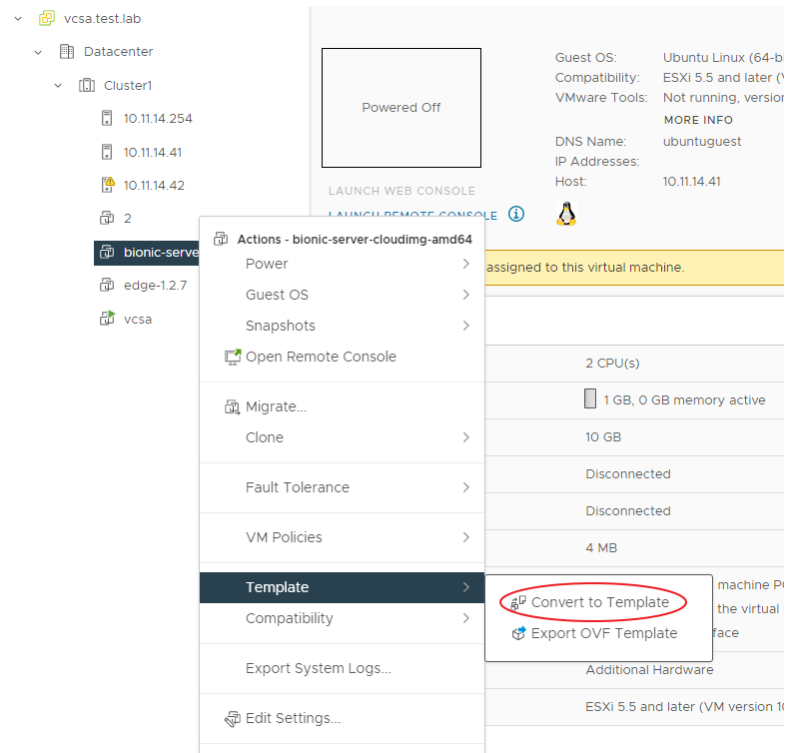 vcsa.test.lab
Datacenter
Cluster1
10.11.14.254
10.11.14.41
10.11.14.42
2
bionic-serve
edge-1.2.7
vcsa
Powered Off
LAUNCH WEB CONSOLE
LAUNCH REMOTE CONSOLE
Guest OS: Ubuntu Linux (64-b
Compatibility: ESXi 5.5 and later (
VMware Tools: Not running, version
MORE INFO
DNS Name: ubuntuguest
IP Addresses:
Host: 10.11.14.41
assigned to this virtual machine.
Actions - bionic-server-cloudimg-amd64
Power
Guest OS
Snapshots
Open Remote Console
Migrate...
Clone
Fault Tolerance
VM Policies
Template
Compatibility
Export System Logs...
Edit Settings...
Convert to Template
Export OVF Template
2 CPU(s)
1 GB, 0 GB memory active
10 GB
Disconnected
Disconnected
4 MB
machine P
the virtual
face
Additional Hardware
ESXi 5.5 and later (VM version 1